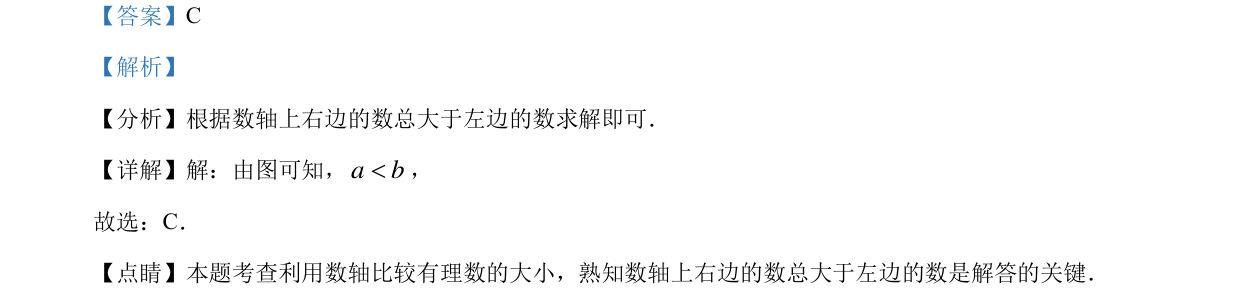 【答案】C
【解析】
【分析】根据数轴上右边的数总大于左边的数求解即可．
【详解】解：由图可知，a < b，
故选：C．
【点睛】本题考查利用数轴比较有理数的大小，熟知数轴上右边的数总大于左边的数是解答的关键．